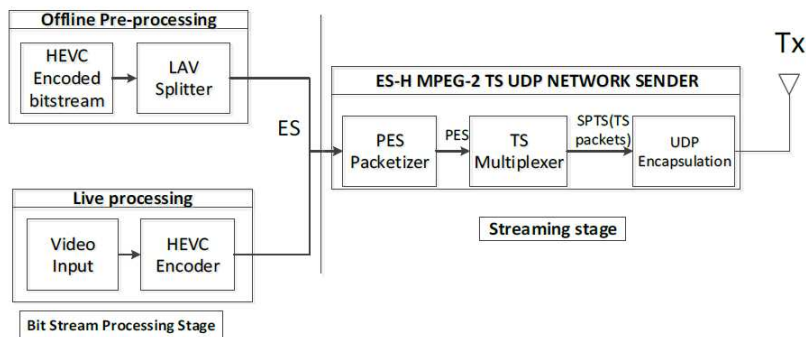 Offline Pre-processing
HEVC
Encoded
bitstream
LAV
Splitter
ES
Live processing
Video
Input
HEVC
Encoder
Bit Stream Processing Stage
ES-H MPEG-2 TS UDP NETWORK SENDER
PES
Packetizer
PES
TS
Multiplexer
SPTS(TS
packets)
UDP
Encapsulation
Tx
Streaming stage